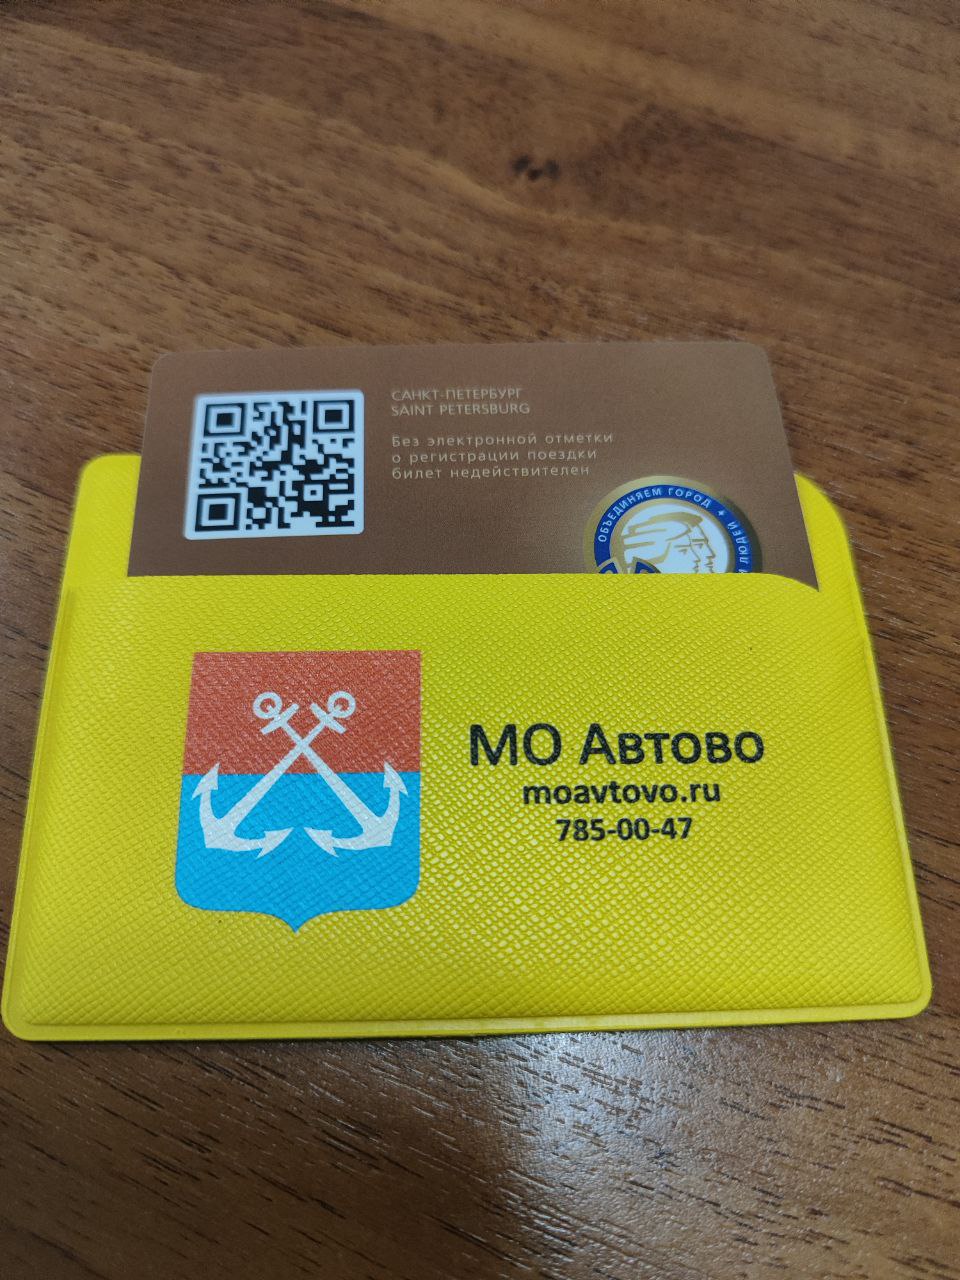 САНКТ-ПЕТЕРБУРГ
SAINT PETERSBURG
Без электронной отметки
о регистрации поездки
билет недействителен
ОБЪЕДИНЯЕМ ГОРОД + ЛЮДЕЙ И
МО Автово
moavtovo.ru
785-00-47